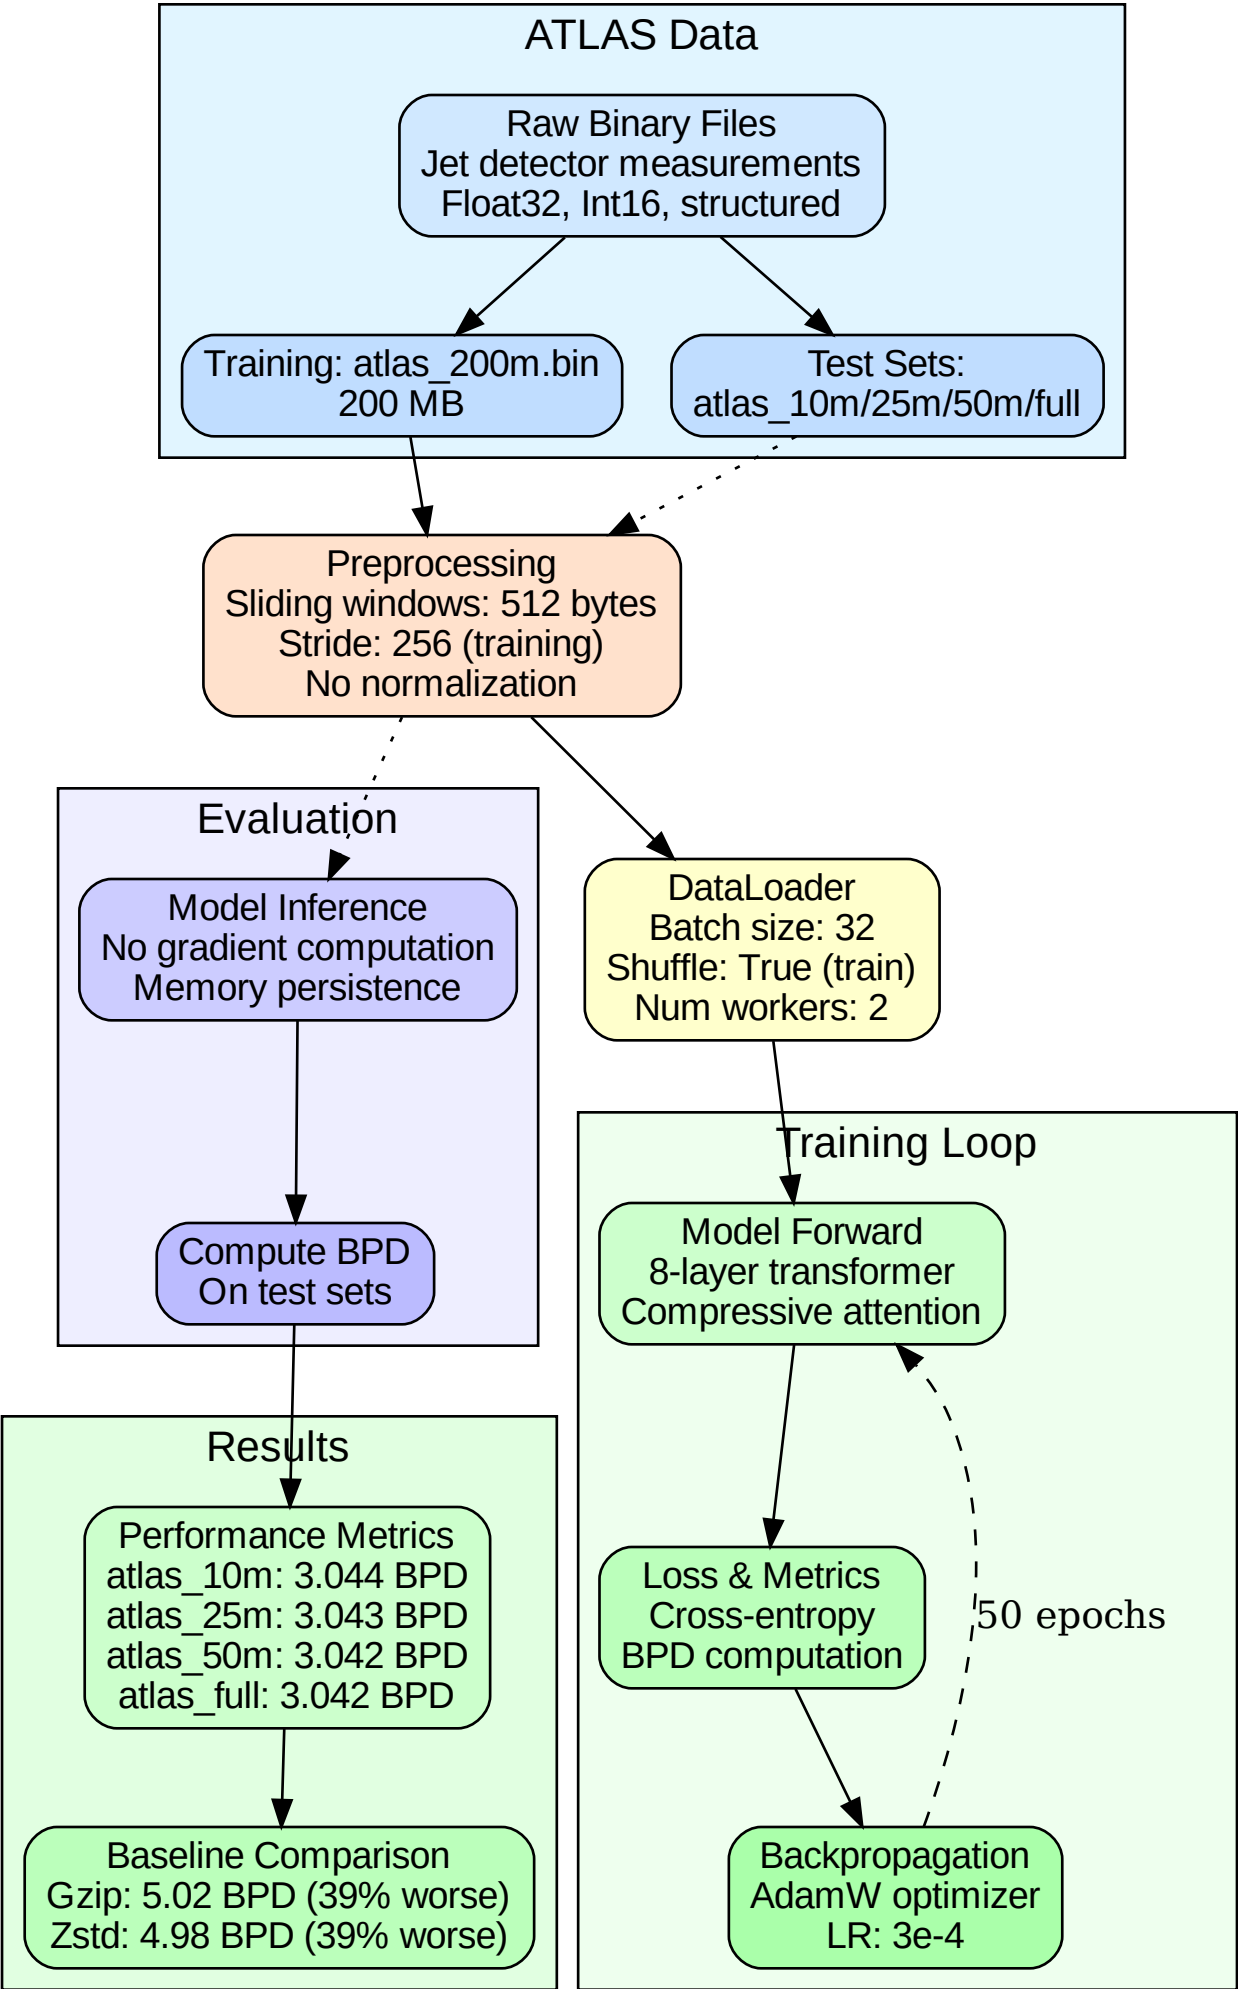 ATLAS Data
Raw Binary Files
Jet detector measurements
Float32, Int16, structured
Training: atlas_200m.bin
200 MB
Test Sets:
atlas_10m/25m/50m/full
Preprocessing
Sliding windows: 512 bytes
Stride: 256 (training)
No normalization
Evaluation
Model Inference
No gradient computation
Memory persistence
DataLoader
Batch size: 32
Shuffle: True (train)
Num workers: 2
Compute BPD
On test sets
Training Loop
Model Forward
8-layer transformer
Compressive attention
Results
Performance Metrics
atlas_10m: 3.044 BPD
atlas_25m: 3.043 BPD
atlas_50m: 3.042 BPD
atlas_full: 3.042 BPD
Loss & Metrics
Cross-entropy
BPD computation
50 epochs
Baseline Comparison
Gzip: 5.02 BPD (39% worse)
Zstd: 4.98 BPD (39% worse)
Backpropagation
AdamW optimizer
LR: 3e-4